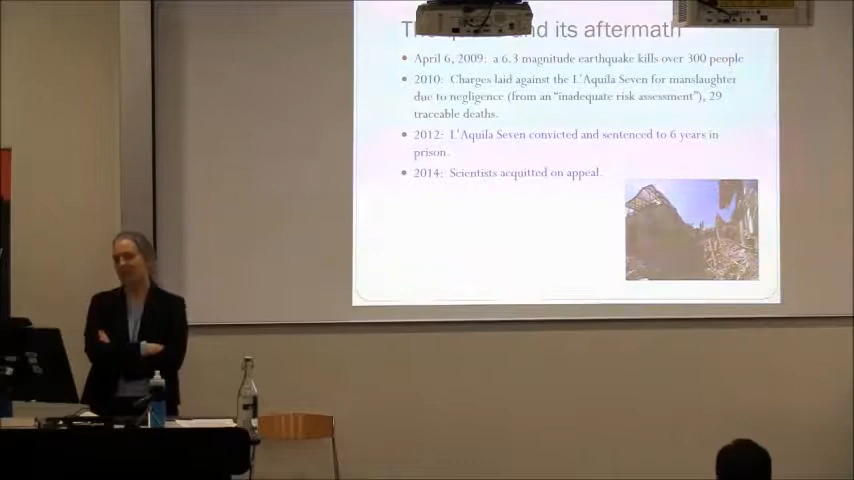 and its aftermath
• April 6, 2009: a 6.3 magnitude earthquake kills over 300 people
• 2010: Charges laid against the L'Aquila Seven for manslaughter
due to negligence (from an "inadequate risk assessment"), 29
traceable deaths.
• 2012: L'Aquila Seven convicted and sentenced to 6 years in
prison.
• 2014: Scientists acquitted on appeal.